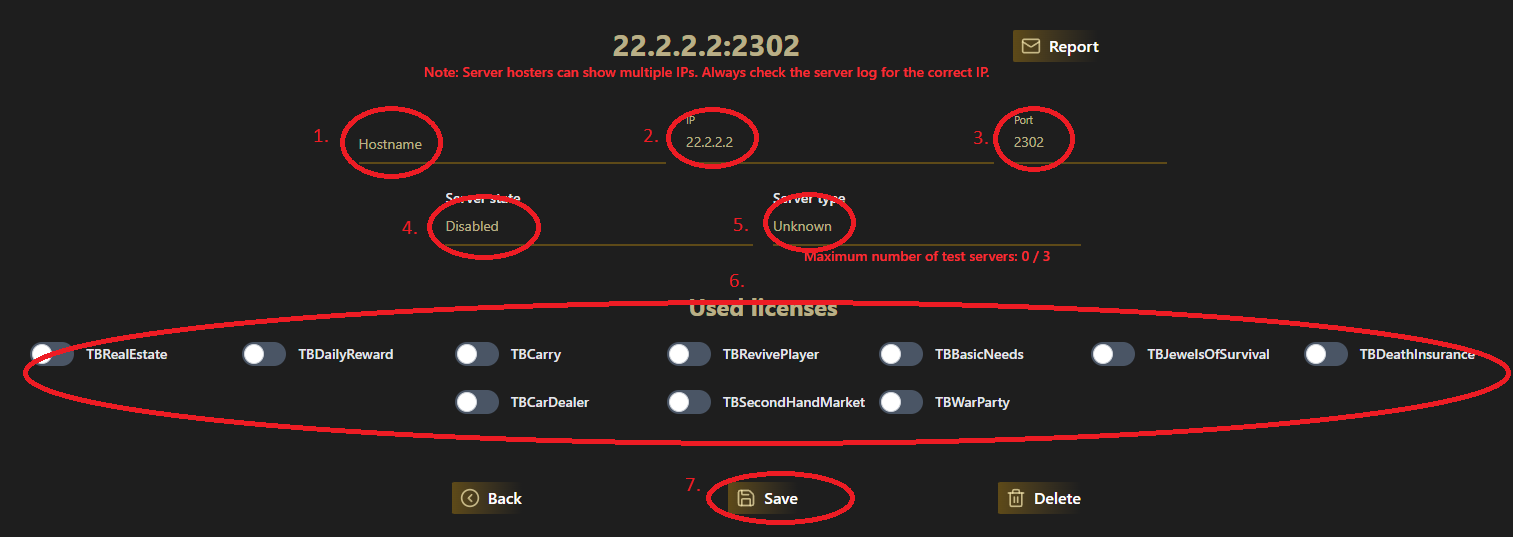 22.2.2.2:2302
Report
Note: Server hosters can show multiple IPs. Always check the server log for the correct IP.
1. Hostname
2. IP
22.2.2.2
3. Port
2302
4. Server state
Disabled
5. Server type
Unknown
Maximum number of test servers: 0 / 3
6.
Used licenses
TBRealEstate TBDailyReward TBCarry TBRevivePlayer TBBasicNeeds TBJewelsOfSurvival TBDeathInsurance
TBCarDealer TBSecondHandMarket TBWarParty
7.
Back Save Delete